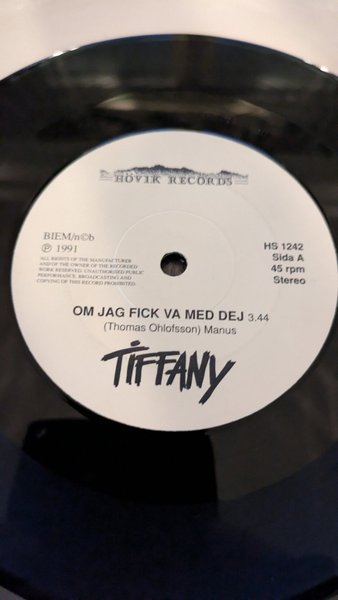 HÖVIK RECORDS
BIEM/n©b
℗ 1991
ALL RIGHTS OF THE MANUFACTURER
AND OF THE OWNER OF THE RECORDED
WORK RESERVED. UNAUTHORISED PUBLIC
PERFORMANCE, BROADCASTING AND
COPYING OF THIS RECORD PROHIBITED.
HS 1242
Sida A
45 rpm
Stereo
OM JAG FICK VA MED DEJ 3.44
(Thomas Ohlofsson) Manus
TIFFANY